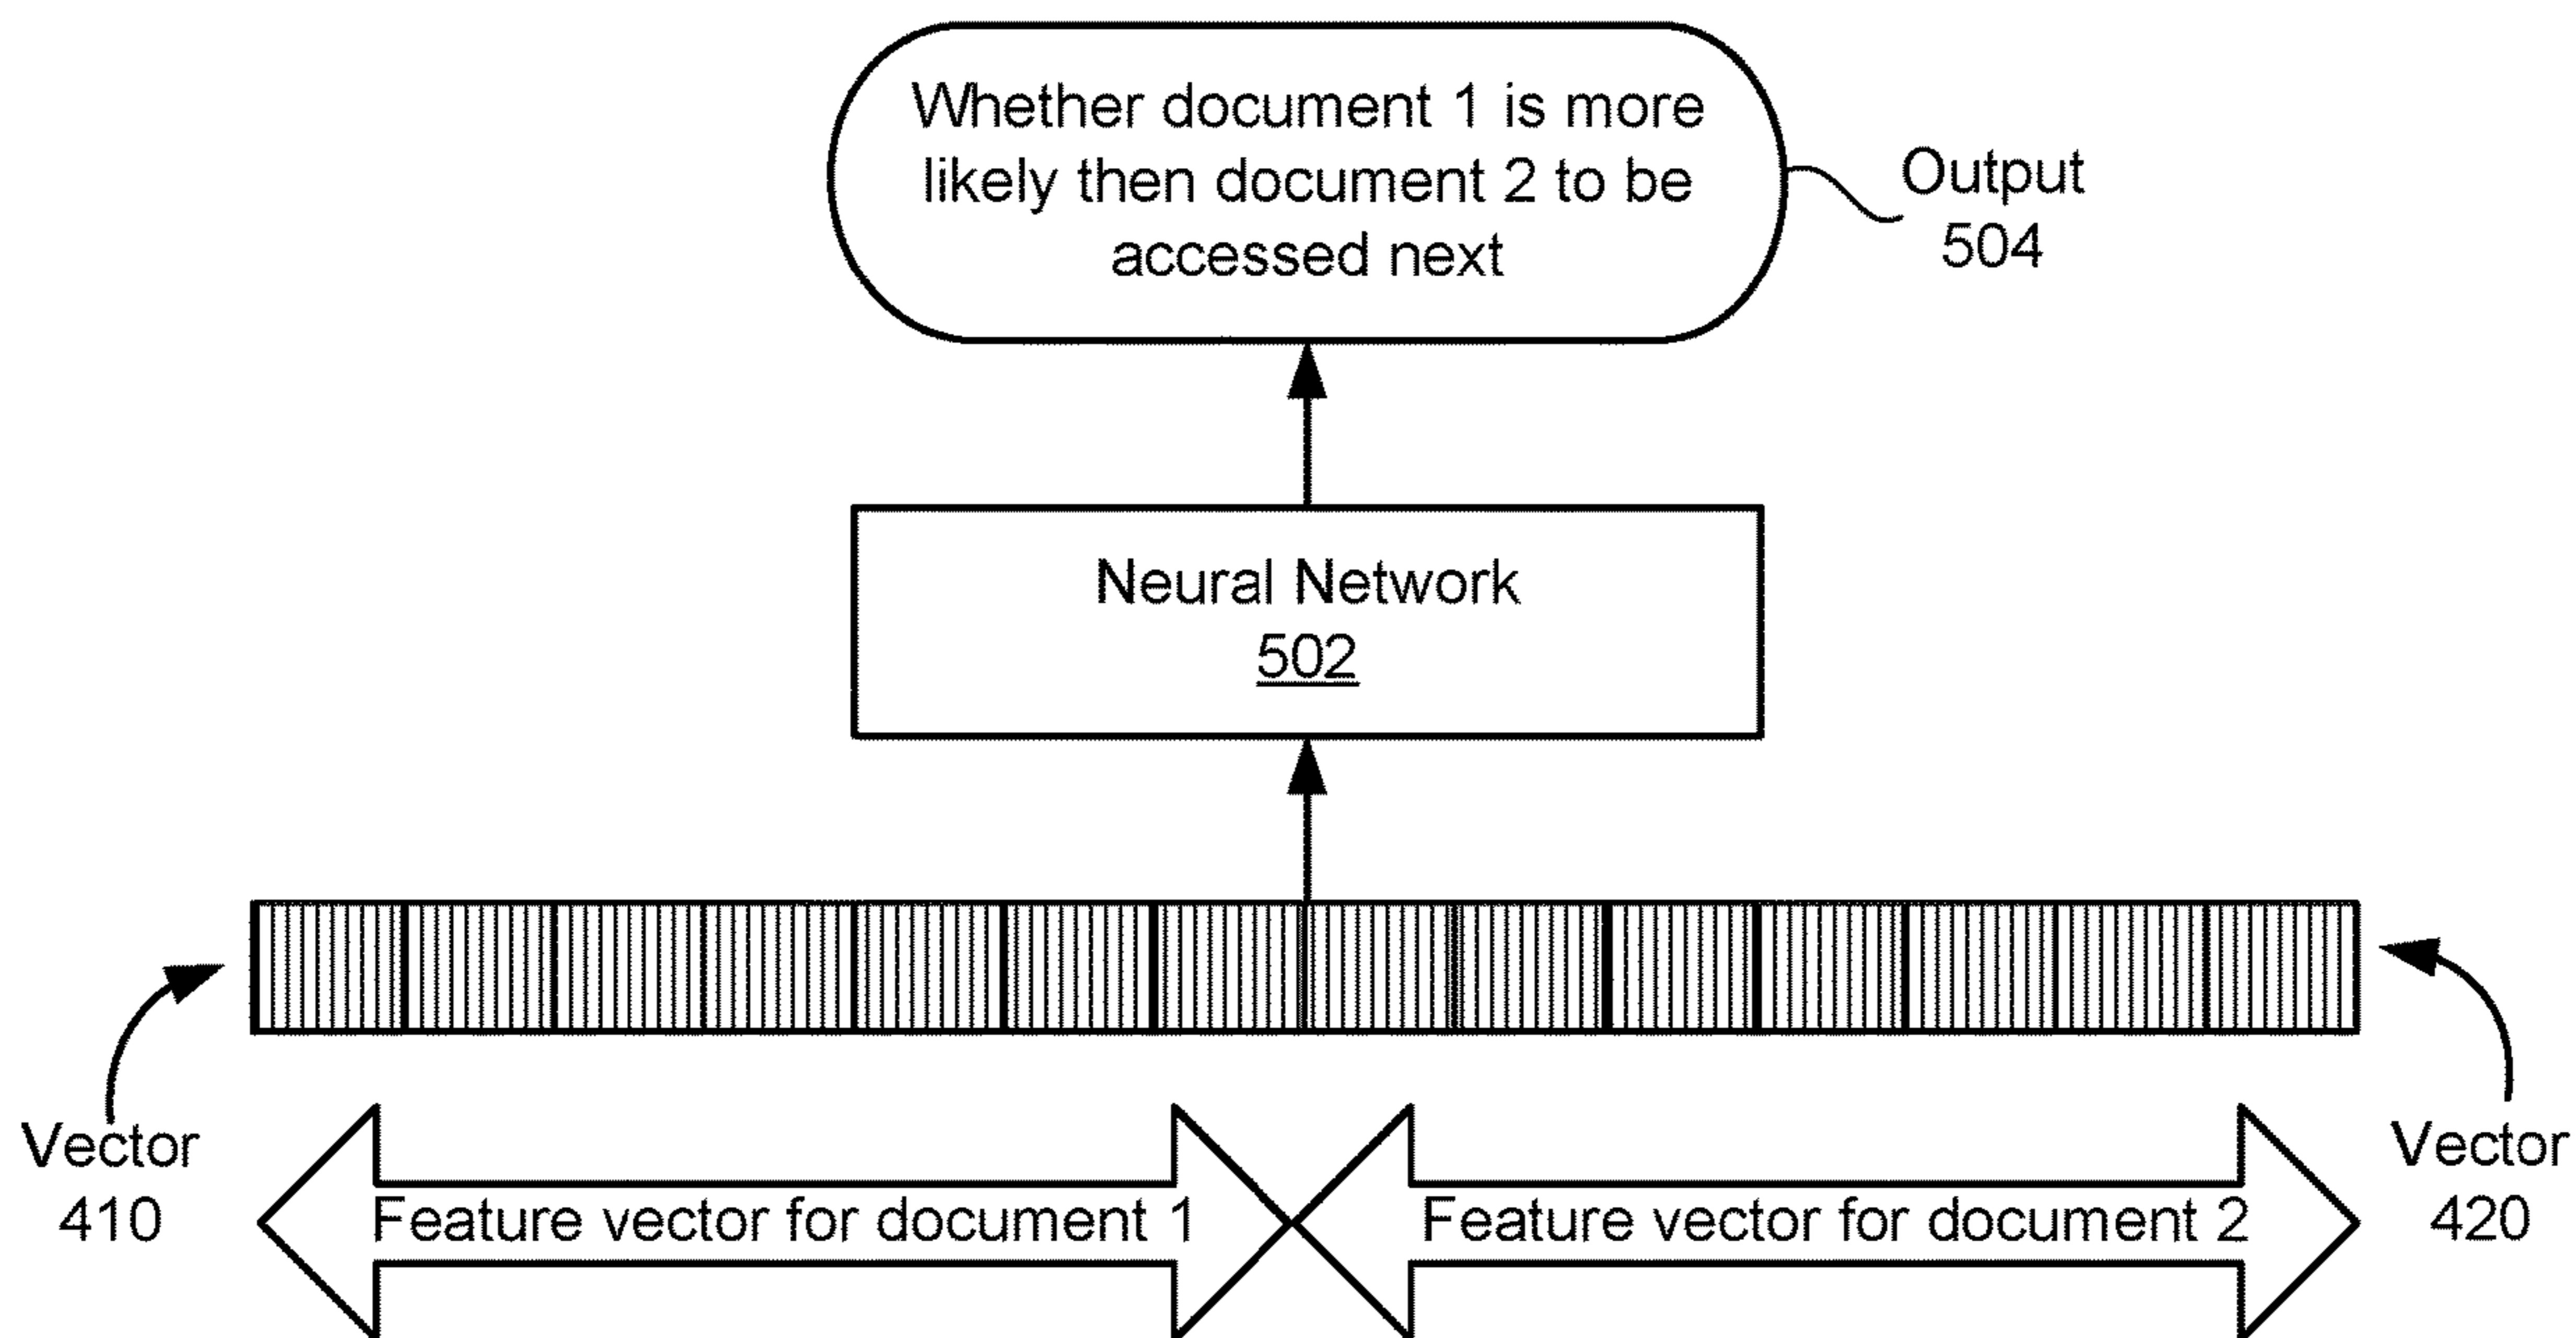 Whether document 1 is more
likely then document 2 to be
accessed next
Output
504
Neural Network
502
Vector
410
Feature vector for document 1
Feature vector for document 2
Vector
420